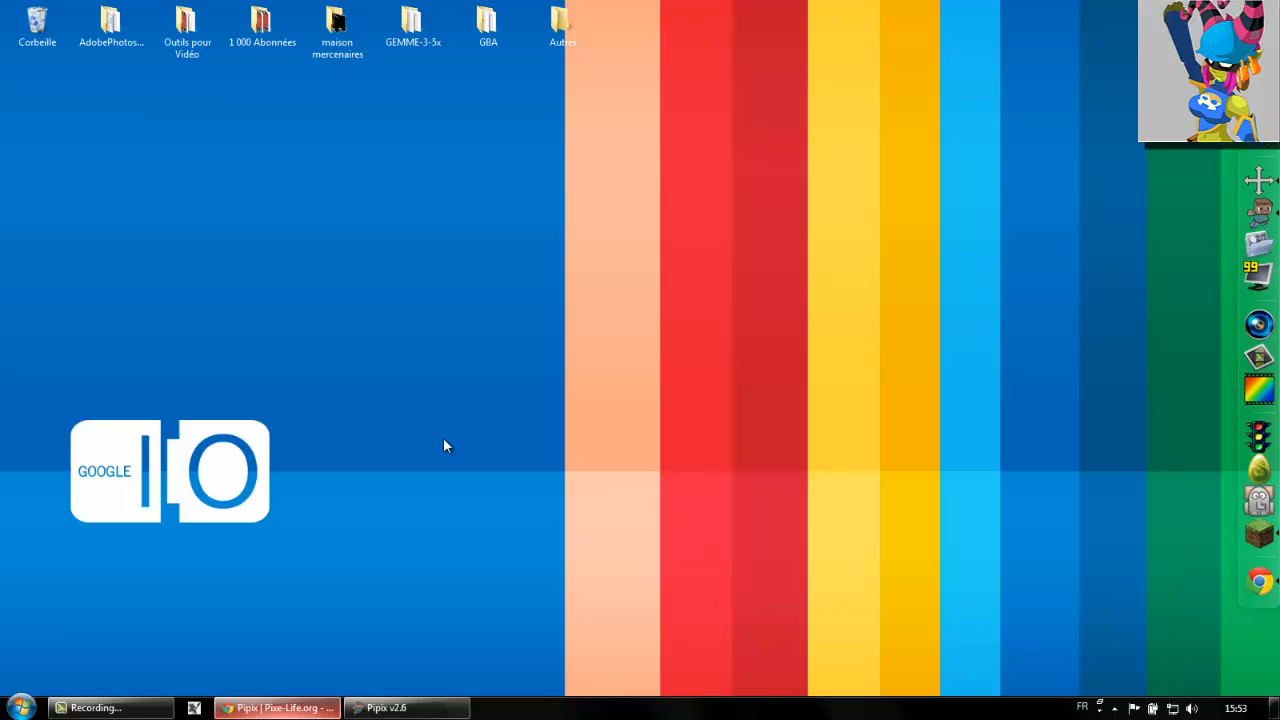 Corbeille
AdobePhotos...
Outils pour
Vidéo
1 000 Abonnées
maison
mercenaires
GEMME-3-5x
GBA
Autres
99
GOOGLE
IO
Recording...
Pipix | Pixe-Life.org - ...
Pipix v2.6
FR
15:53